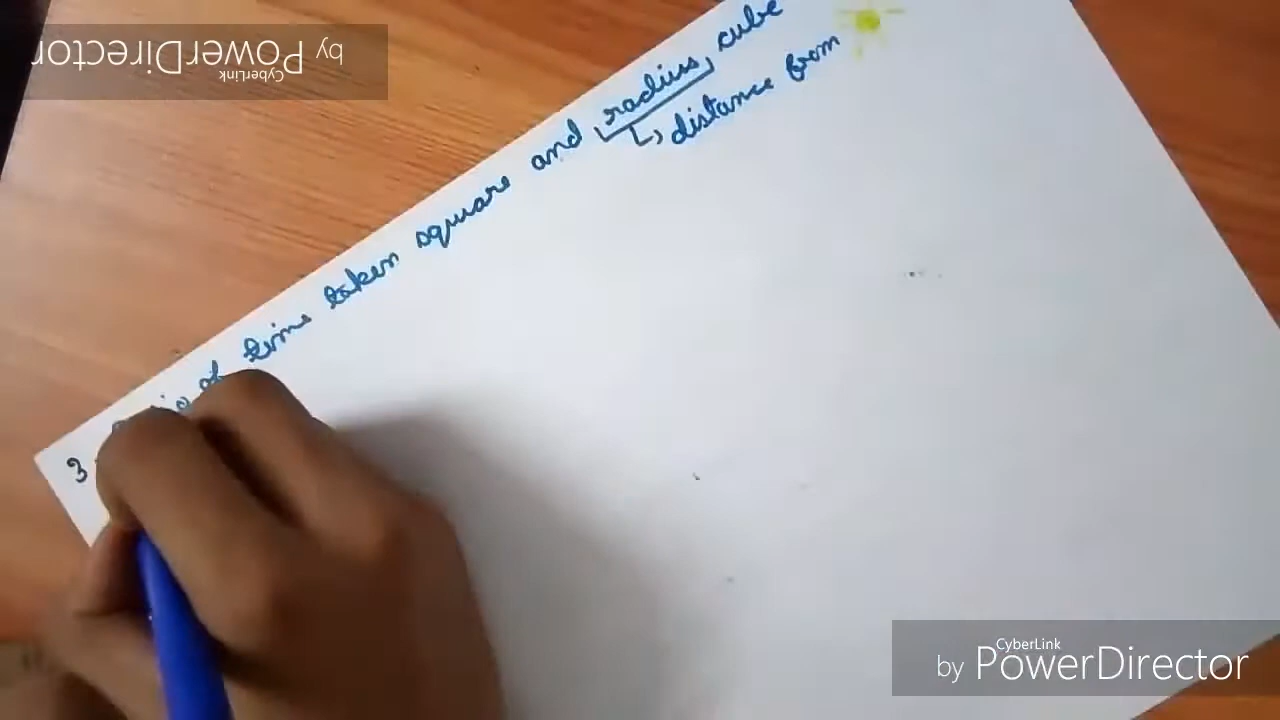 3
of time taken square and radius cube
↳ distance from
by CyberLink PowerDirector
by CyberLink PowerDirector